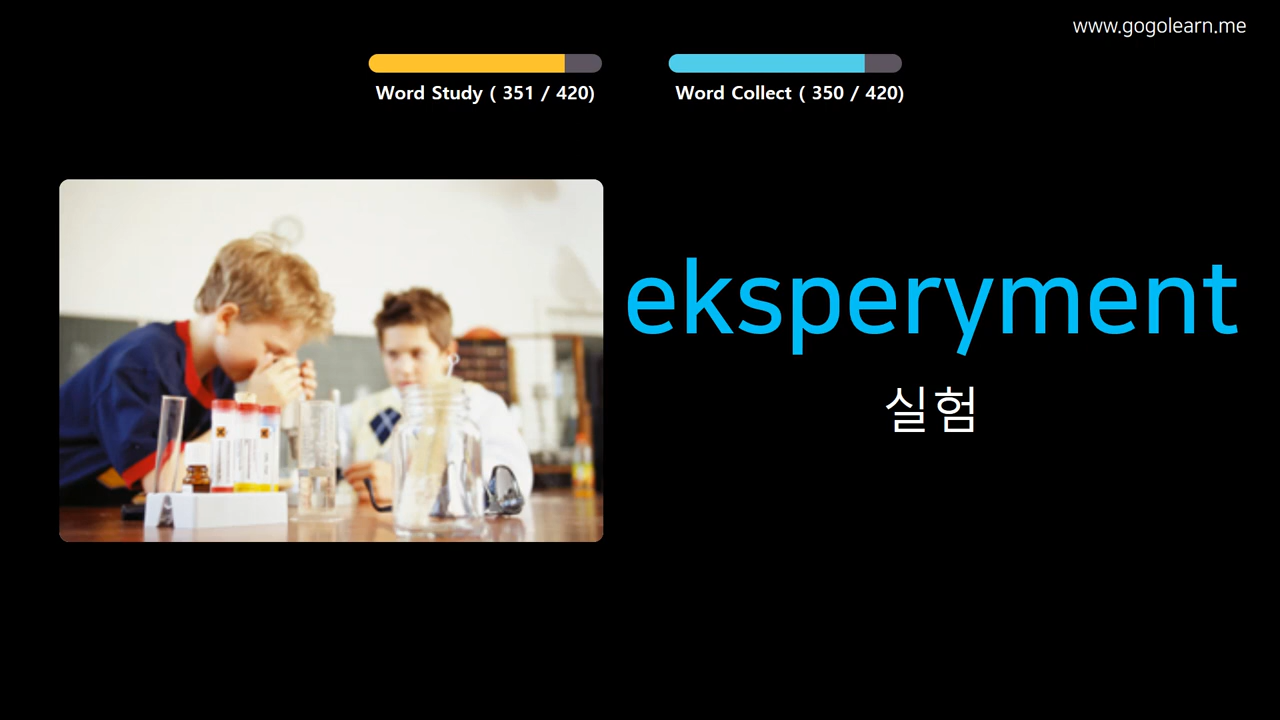 www.gogolearn.me
Word Study ( 351 / 420)
Word Collect ( 350 / 420)
eksperyment
실험